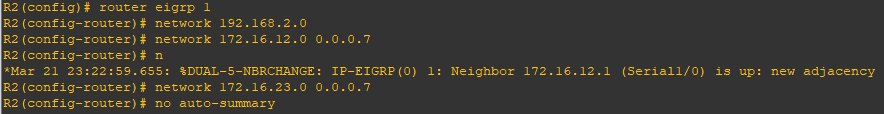 R2(config)# router eigrp 1
R2(config-router)# network 192.168.2.0
R2(config-router)# network 172.16.12.0 0.0.0.7
R2(config-router)# n
*Mar 21 23:22:59.655: %DUAL-5-NBRCHANGE: IP-EIGRP(0) 1: Neighbor 172.16.12.1 (Serial1/0) is up: new adjacency
R2(config-router)# network 172.16.23.0 0.0.0.7
R2(config-router)# no auto-summary